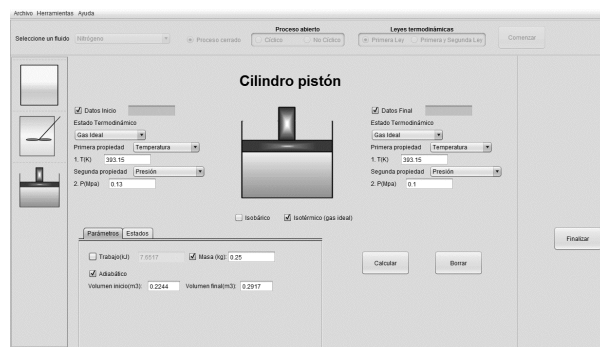 Archivo Herramientas Ayuda
Proceso abierto
Leyes termodinámicas
Seleccione un fluido Nitrógeno Proceso cerrado Cíclico No Cíclico Primera Ley Primera y Segunda Ley Comenzar
Cilindro pistón
Datos Inicio
Datos Final
Estado Termodinámico
Estado Termodinámico
Gas Ideal
Gas Ideal
Primera propiedad Temperatura
Primera propiedad Temperatura
1. T(K) 393.15
1. T(K) 393.15
Segunda propiedad Presión
Segunda propiedad Presión
2. P(Mpa) 0.13
2. P(Mpa) 0.1
Isobárico Isotérmico (gas ideal)
Parámetros Estados
Finalizar
Trabajo(kJ) 7.6517 Masa (kg): 0.25
Calcular Borrar
Adiabático
Volumen inicio(m3): 0.2244 Volumen final(m3): 0.2917